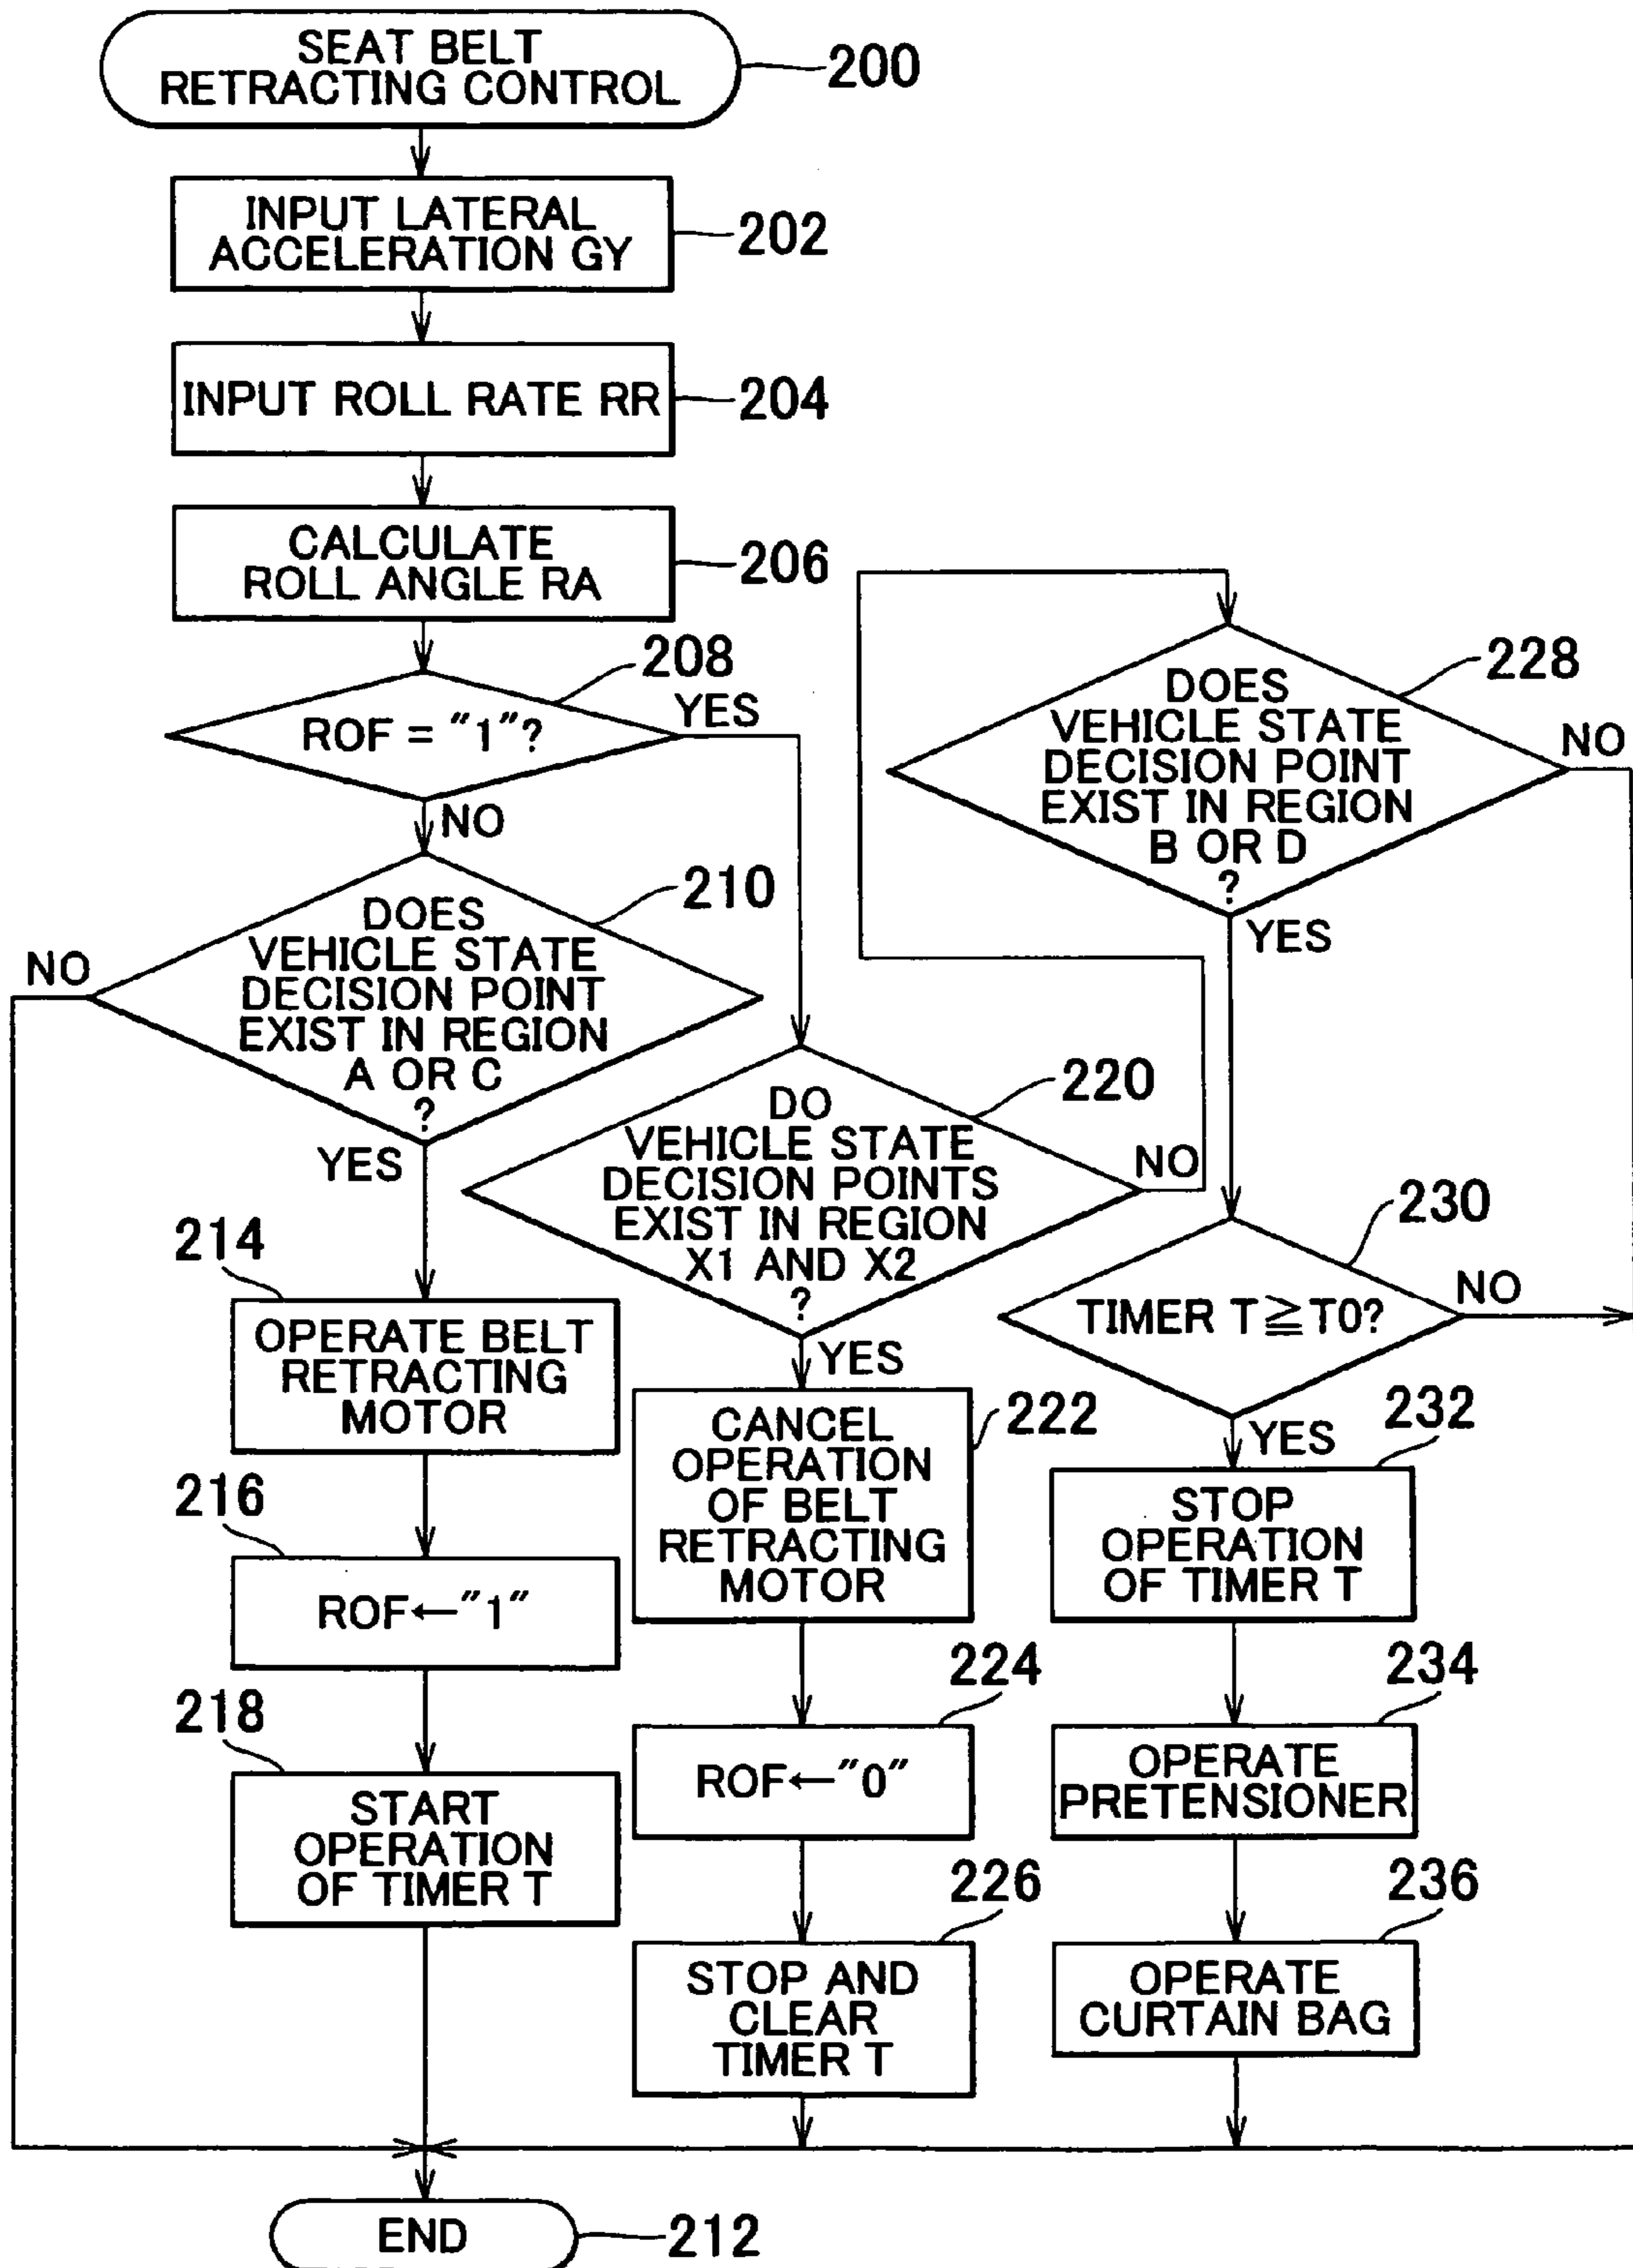 SEAT BELT
RETRACTING CONTROL
200
INPUT LATERAL
ACCELERATION GY
202
INPUT ROLL RATE RR
204
CALCULATE
ROLL ANGLE RA
206
208
ROF = "1"?
YES
NO
210
DOES
VEHICLE STATE
DECISION POINT
EXIST IN REGION
A OR C
?
NO
YES
214
OPERATE BELT
RETRACTING
MOTOR
216
ROF←"1"
218
START
OPERATION
OF TIMER T
220
DO
VEHICLE STATE
DECISION POINTS
EXIST IN REGION
X1 AND X2
?
NO
YES
222
CANCEL
OPERATION
OF BELT
RETRACTING
MOTOR
224
ROF←"0"
226
STOP AND
CLEAR
TIMER T
228
DOES
VEHICLE STATE
DECISION POINT
EXIST IN REGION
B OR D
?
NO
YES
230
TIMER T≧T0?
NO
YES
232
STOP
OPERATION
OF TIMER T
234
OPERATE
PRETENSIONER
236
OPERATE
CURTAIN BAG
END
212